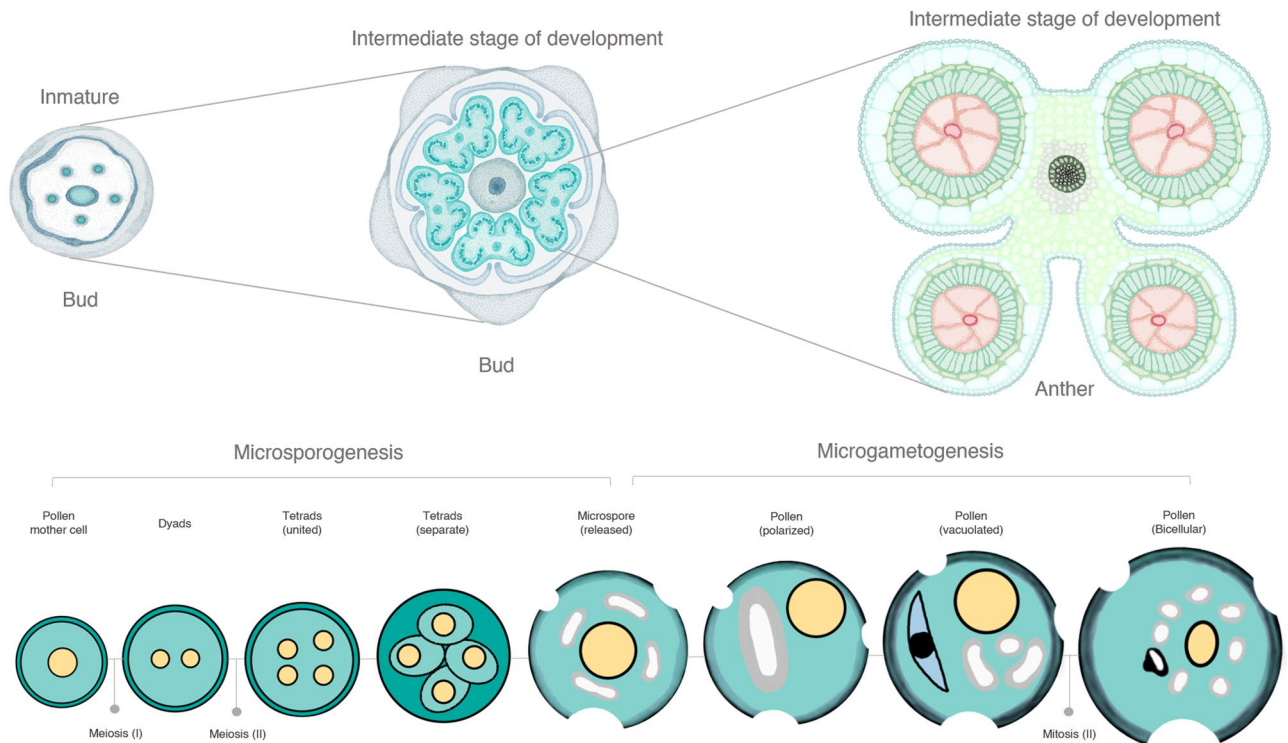 Intermediate stage of development
Intermediate stage of development
Inmature
Bud
Bud
Anther
Microsporogenesis
Microgametogenesis
Pollen
mother cell
Dyads
Tetrads
(united)
Tetrads
(separate)
Microspore
(released)
Pollen
(polarized)
Pollen
(vacuolated)
Pollen
(Bicellular)
Meiosis (I)
Meiosis (II)
Mitosis (II)